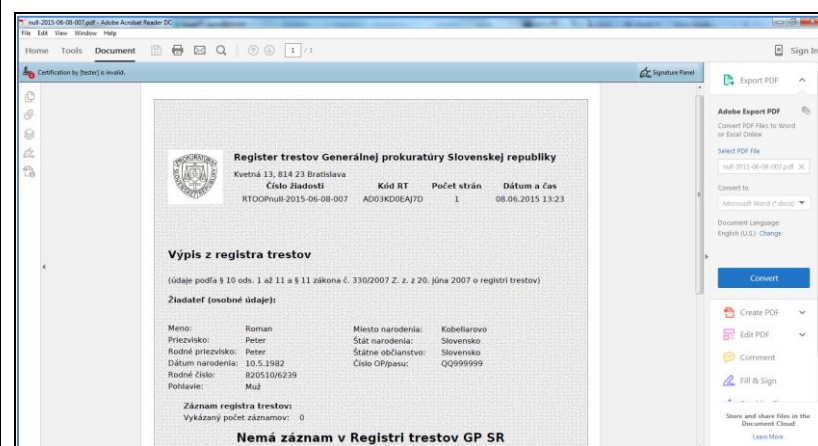 null-2015-06-08-007.pdf - Adobe Acrobat Reader DC
File Edit View Window Help
Home Tools Document 1 / 1 Sign In
Certification by [tester] is invalid. Signature Panel
Register trestov Generálnej prokuratúry Slovenskej republiky
Kvetná 13, 814 23 Bratislava
Číslo žiadosti Kód RT Počet strán Dátum a čas
RTOOPnull-2015-06-08-007 AD03KD0EAJ7D 1 08.06.2015 13:23
Výpis z registra trestov
(údaje podľa § 10 ods. 1 až 11 a § 11 zákona č. 330/2007 Z. z. z 20. júna 2007 o registri trestov)
Žiadateľ (osobné údaje):
Meno: Roman Miesto narodenia: Kobeliarovo
Priezvisko: Peter Štát narodenia: Slovensko
Rodné priezvisko: Peter Štátne občianstvo: Slovensko
Dátum narodenia: 10.5.1982 Číslo OP/pasu: QQ999999
Rodné číslo: 820510/6239
Pohlavie: Muž
Záznam registra trestov:
Vykázaný počet záznamov: 0
Nemá záznam v Registri trestov GP SR
Export PDF
Adobe Export PDF
Convert PDF Files to Word
or Excel Online
Select PDF File
null-2015-06-08-007.pdf
Convert to
Microsoft Word (*.docx)
Document Language:
English (U.S.) Change
Convert
Create PDF
Edit PDF
Comment
Fill & Sign
Store and share files in the
Document Cloud
Learn More